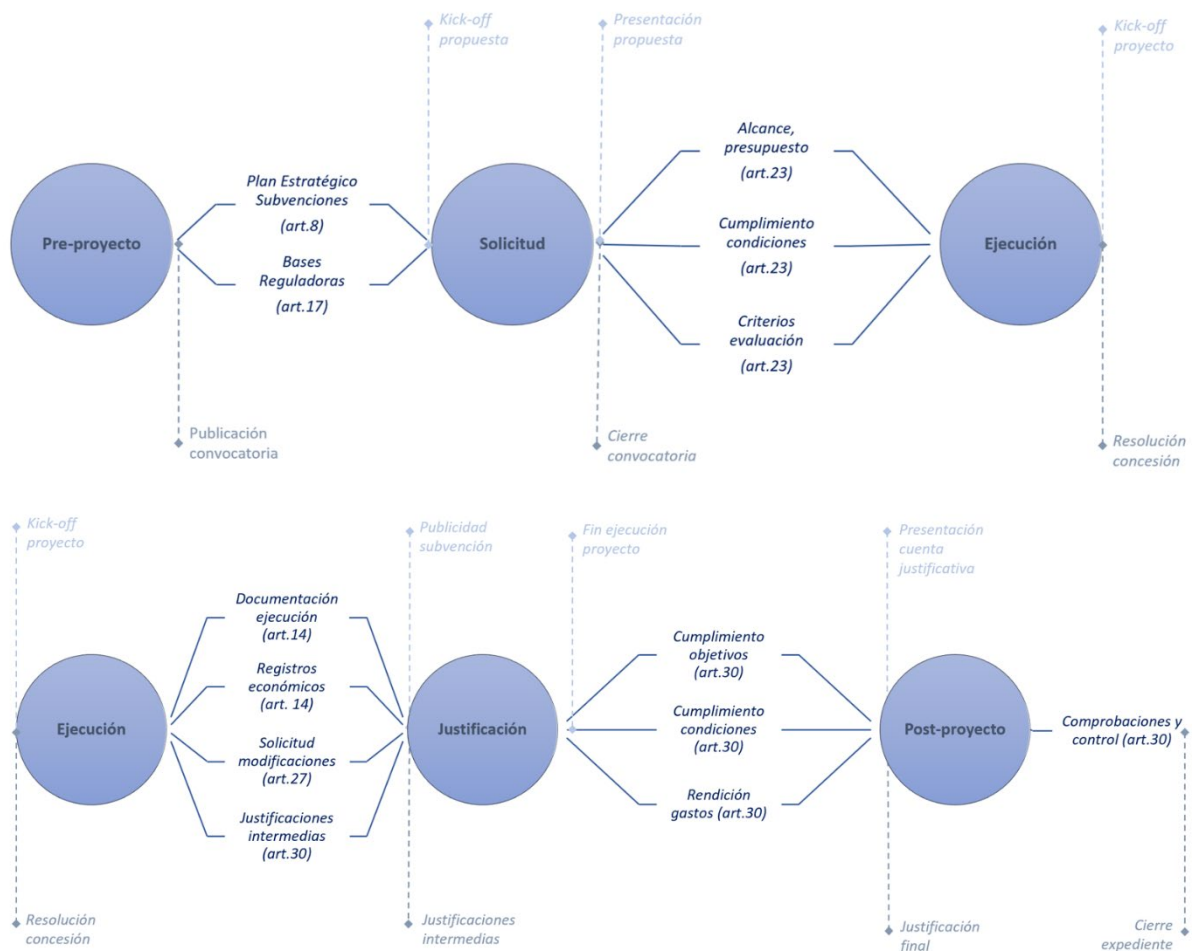 Kick-off
propuesta
Presentación
propuesta
Kick-off
proyecto
Pre-proyecto
Plan Estratégico
Subvenciones
(art.8)
Bases
Reguladoras
(art.17)
Solicitud
Alcance,
presupuesto
(art.23)
Cumplimiento
condiciones
(art.23)
Criterios
evaluación
(art.23)
Ejecución
Publicación
convocatoria
Cierre
convocatoria
Resolución
concesión
Kick-off
proyecto
Publicidad
subvención
Fin ejecución
proyecto
Presentación
cuenta
justificativa
Ejecución
Documentación
ejecución
(art.14)
Registros
económicos
(art. 14)
Solicitud
modificaciones
(art.27)
Justificaciones
intermedias
(art.30)
Justificación
Cumplimiento
objetivos
(art.30)
Cumplimiento
condiciones
(art.30)
Rendición
gastos (art.30)
Post-proyecto
Comprobaciones y
control (art.30)
Resolución
concesión
Justificaciones
intermedias
Justificación
final
Cierre
expediente